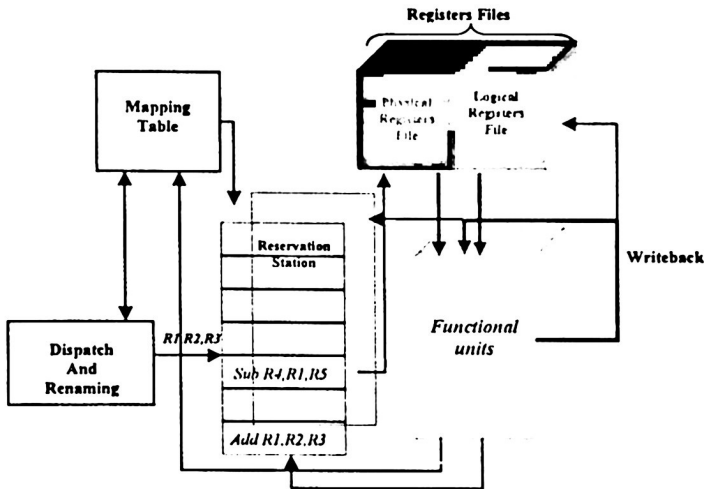 Registers Files
Mapping
Table
Physical
Registers
File
Logical
Registers
File
Reservation
Station
Writeback
R1,R2,R3
Functional
units
Dispatch
And
Renaming
Sub R4,R1,R5
Add R1,R2,R3